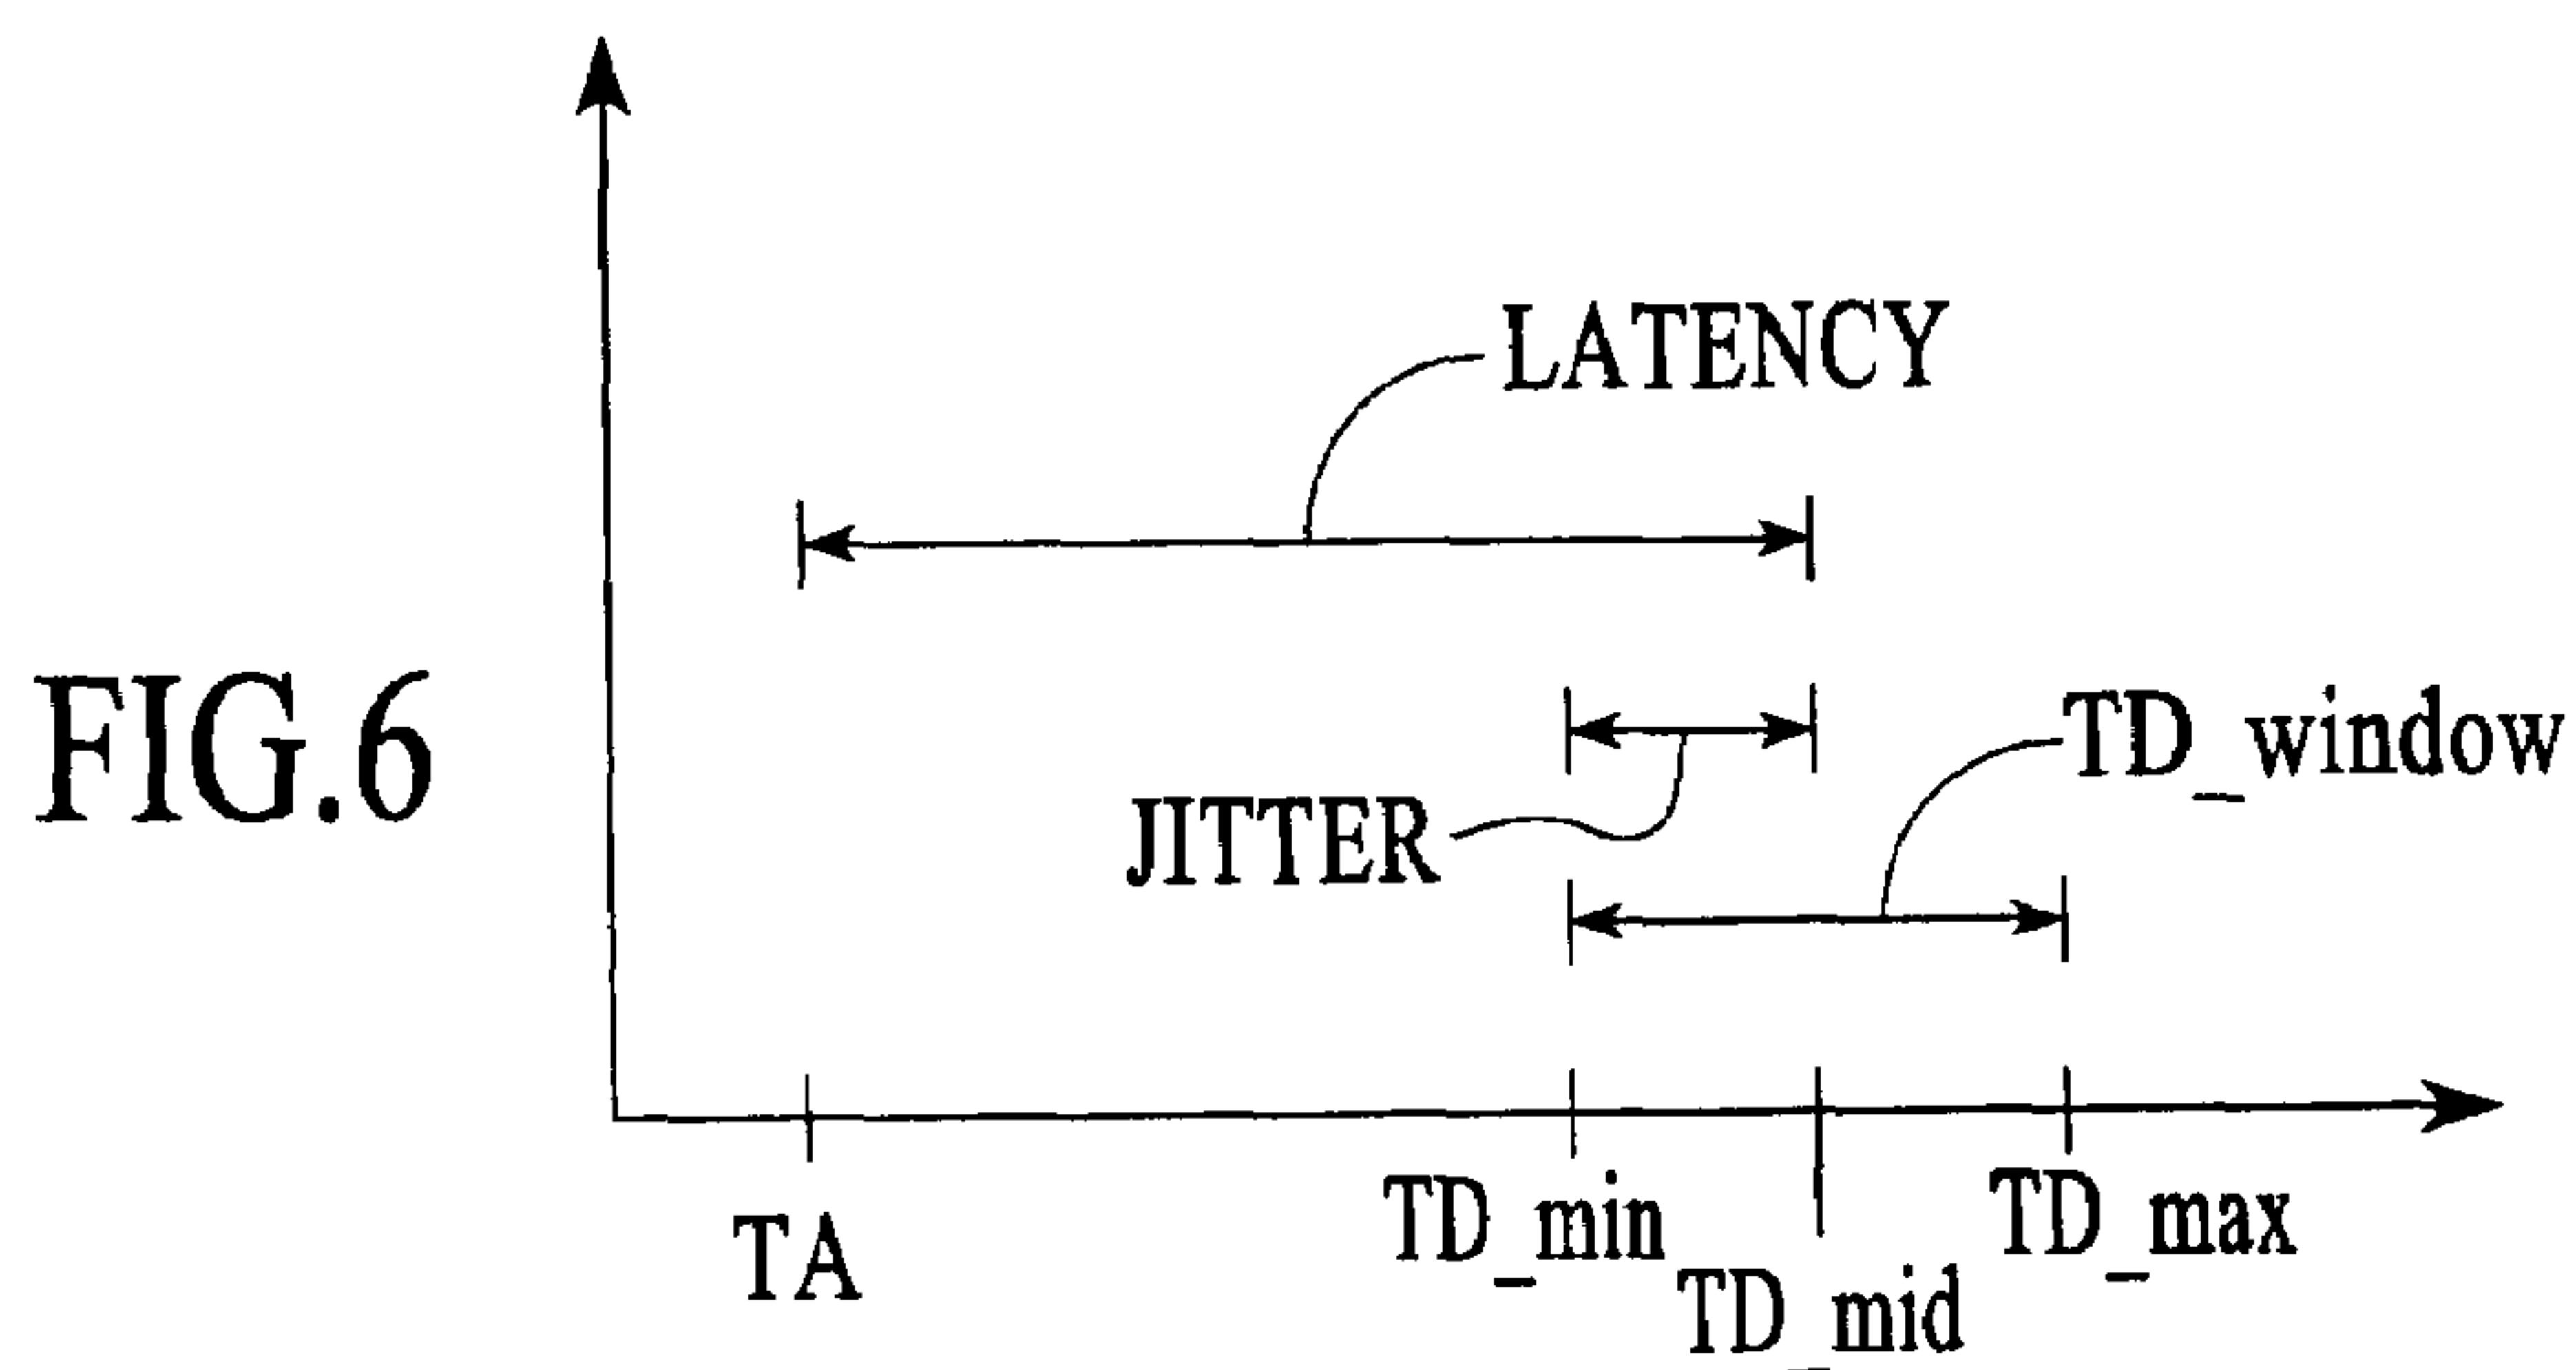 LATENCY
FIG.6
TD_window
JITTER
TA
TD_min
TD_mid
TD_max